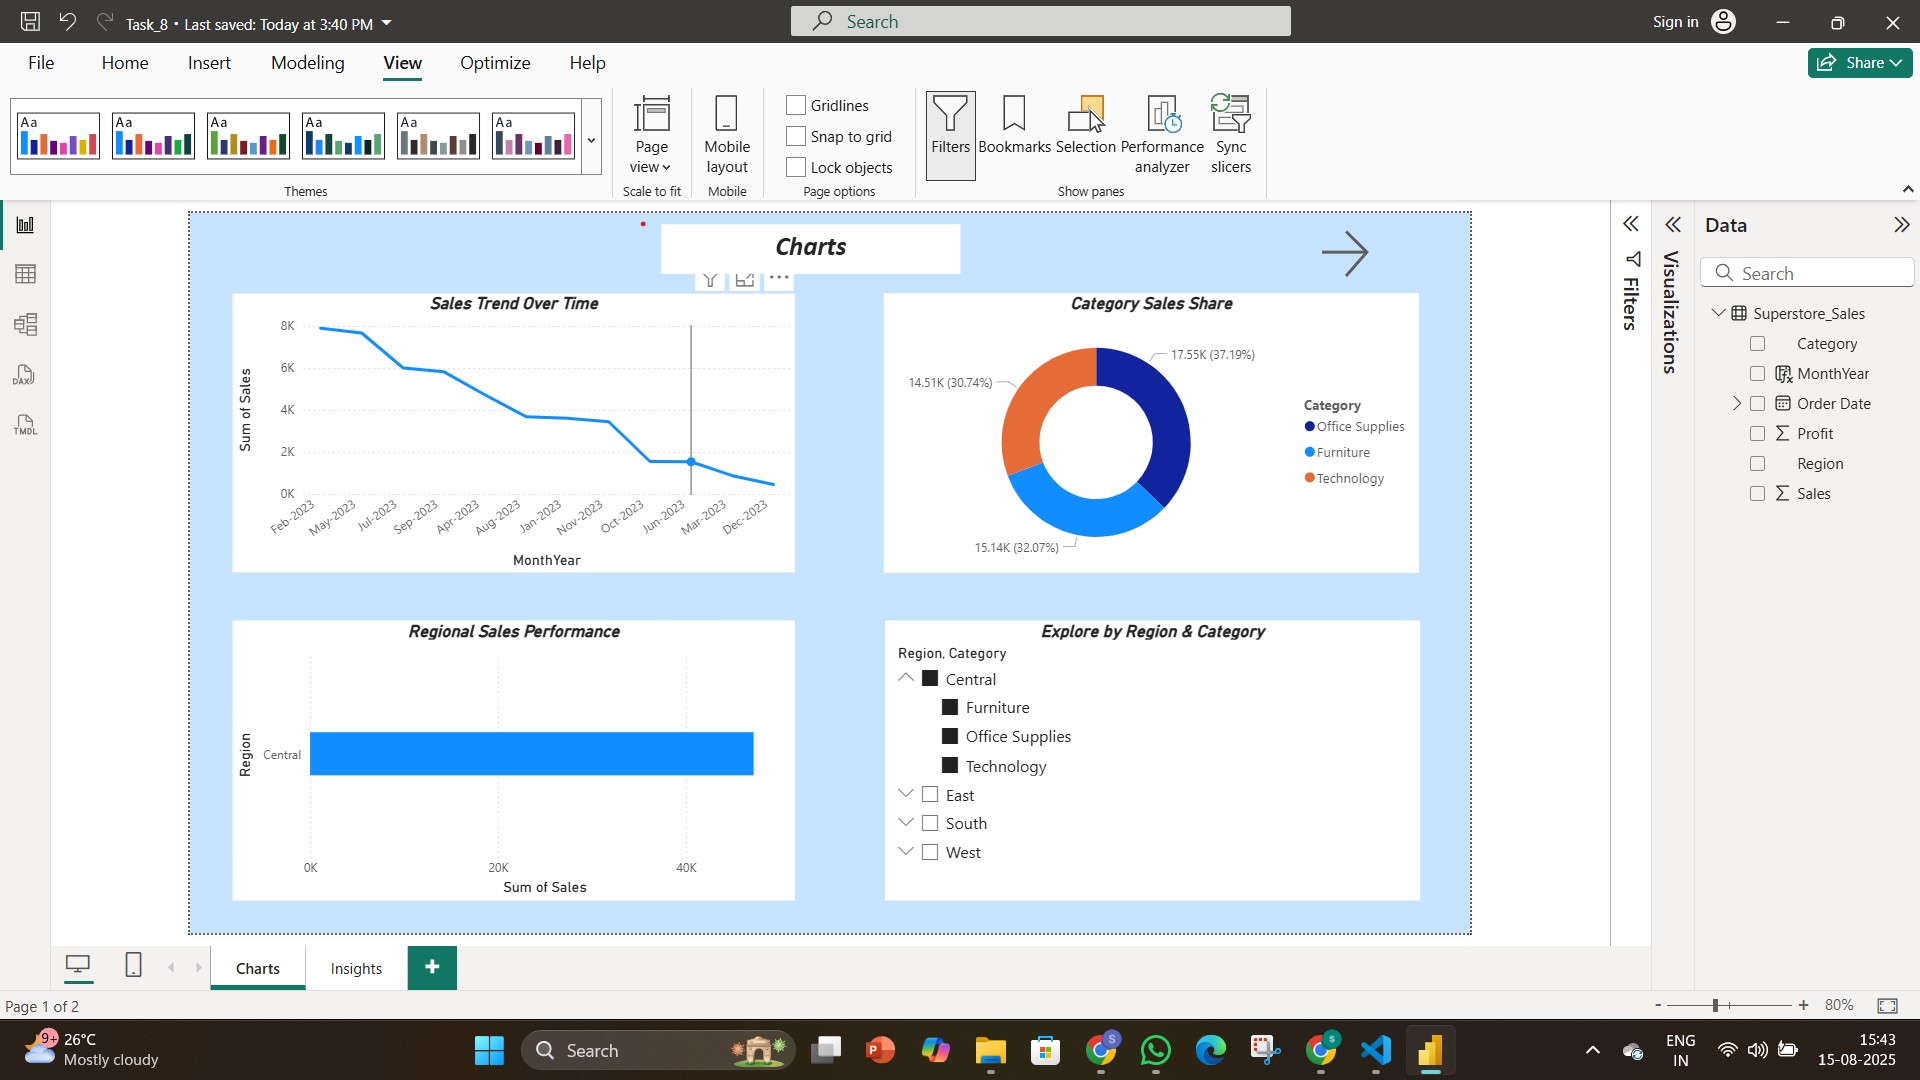 Task_8 • Last saved: Today at 3:40 PM
Search
Sign in
File Home Insert Modeling View Optimize Help
Share
Aa Aa Aa Aa Aa Aa
Page view
Mobile layout
Gridlines
Snap to grid
Lock objects
Filters
Bookmarks
Selection
Performance analyzer
Sync slicers
Themes
Scale to fit
Mobile
Page options
Show panes
Charts
Sales Trend Over Time
8K
6K
4K
2K
0K
Sum of Sales
Feb-2023 May-2023 Jul-2023 Sep-2023 Apr-2023 Aug-2023 Jan-2023 Nov-2023 Oct-2023 Jun-2023 Mar-2023 Dec-2023
MonthYear
Category Sales Share
17.55K (37.19%)
14.51K (30.74%)
15.14K (32.07%)
Category
Office Supplies
Furniture
Technology
Regional Sales Performance
Region
Central
0K 20K 40K
Sum of Sales
Explore by Region & Category
Region, Category
Central
Furniture
Office Supplies
Technology
East
South
West
Filters
Visualizations
Data
Search
Superstore_Sales
Category
MonthYear
Order Date
Profit
Region
Sales
DAX
TMDL
Charts
Insights
+
Page 1 of 2
- + 80%
9+
26°C
Mostly cloudy
Search
ENG
IN
15:43
15-08-2025